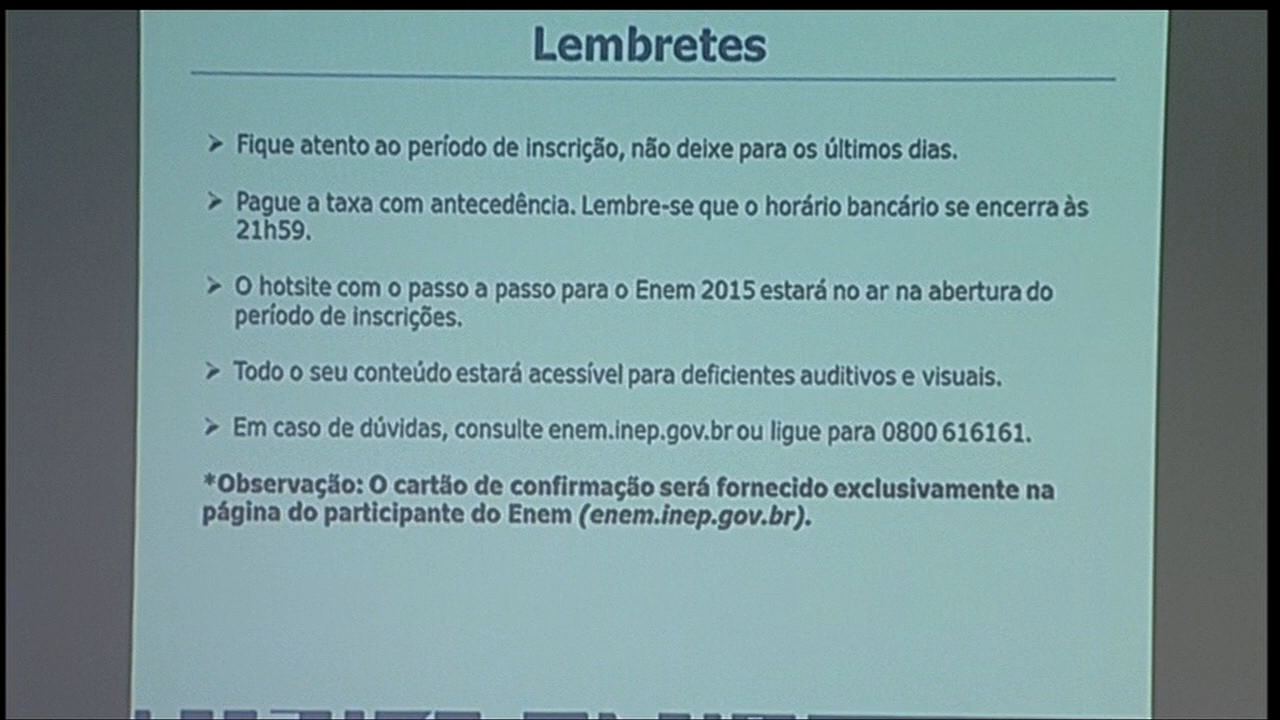 Lembretes
➢ Fique atento ao período de inscrição, não deixe para os últimos dias.
➢ Pague a taxa com antecedência. Lembre-se que o horário bancário se encerra às
21h59.
➢ O hotsite com o passo a passo para o Enem 2015 estará no ar na abertura do
período de inscrições.
➢ Todo o seu conteúdo estará acessível para deficientes auditivos e visuais.
➢ Em caso de dúvidas, consulte enem.inep.gov.br ou ligue para 0800 616161.
*Observação: O cartão de confirmação será fornecido exclusivamente na
página do participante do Enem (enem.inep.gov.br).